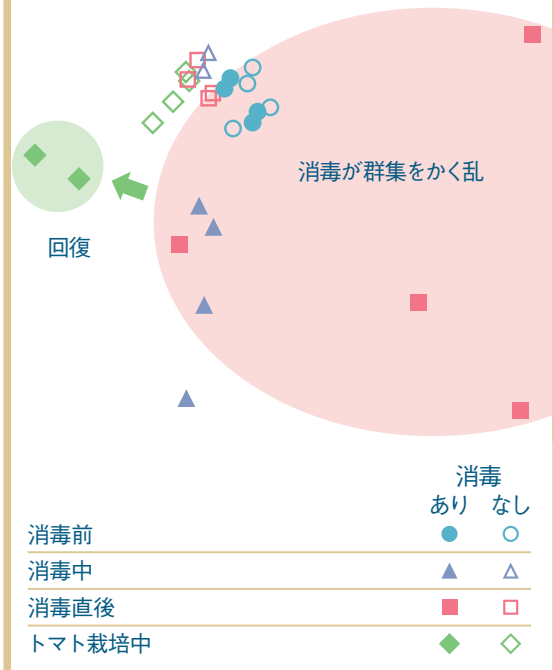 消毒が群集をかく乱
回復
消毒
あり なし
消毒前
消毒中
消毒直後
トマト栽培中